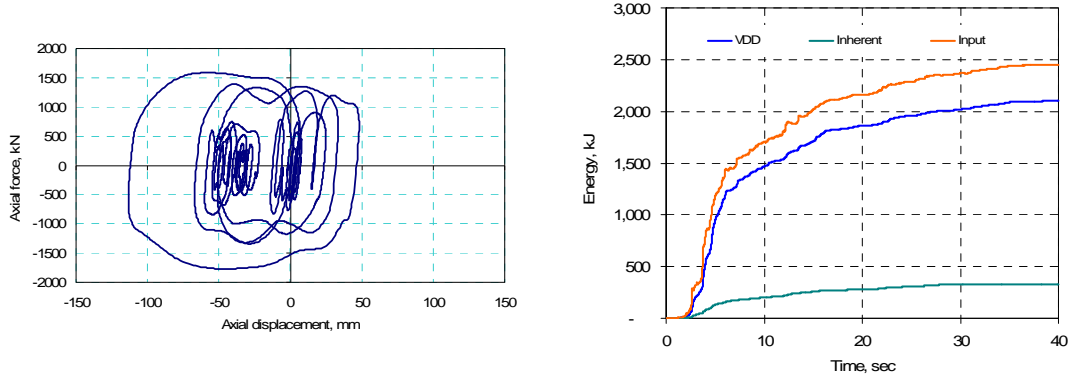 2000
1500
1000
500
0
-500
-1000
-1500
-2000
-150 -100 -50 0 50 100 150
Axial force, kN
Axial displacement, mm
3,000
2,500
2,000
1,500
1,000
500
-
0 10 20 30 40
Energy, kJ
Time, sec
VDD Inherent Input